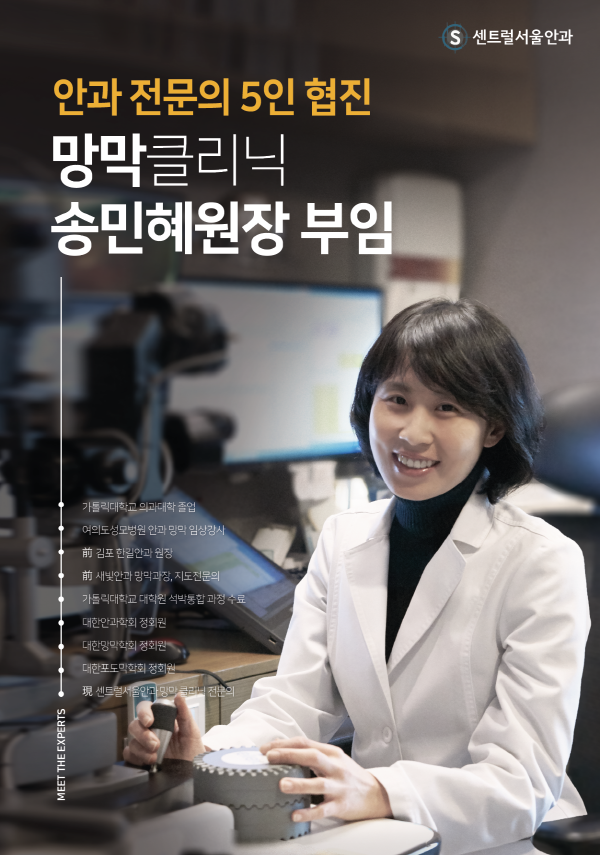 S 센트럴서울안과
안과 전문의 5인 협진
망막클리닉
송민혜원장 부임
가톨릭대학교 의과대학 졸업
여의도성모병원 안과 망막 임상강사
前 김포 한길안과 원장
前 새빛안과 망막과장, 지도전문의
가톨릭대학교 대학원 석박통합 과정 수료
대한안과학회 정회원
대한망막학회 정회원
대한포도막학회 정회원
現 센트럴서울안과 망막 클리닉 전문의
MEET THE EXPERTS